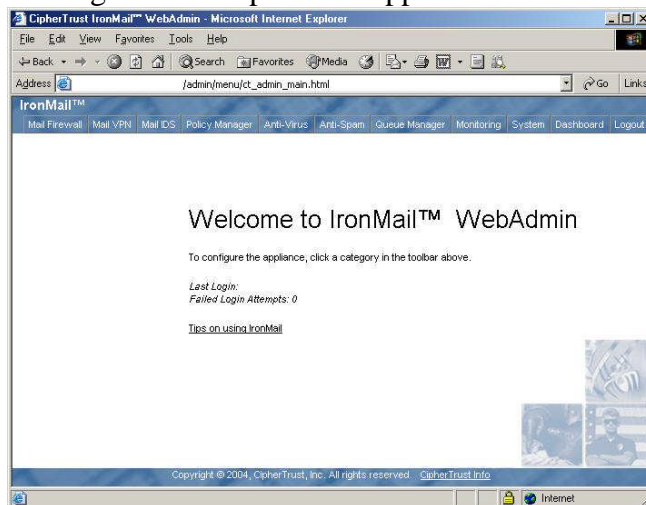 CipherTrust IronMail™ WebAdmin - Microsoft Internet Explorer
File Edit View Favorites Tools Help
Back Search Favorites Media
Address /admin/menu/ct_admin_main.html Go Links
IronMail™
Mail Firewall Mail VPN Mail IDS Policy Manager Anti-Virus Anti-Spam Queue Manager Monitoring System Dashboard Logout
Welcome to IronMail™ WebAdmin
To configure the appliance, click a category in the toolbar above.
Last Login:
Failed Login Attempts: 0
Tips on using IronMail
Copyright © 2004, CipherTrust, Inc. All rights reserved. CipherTrust Info
Internet